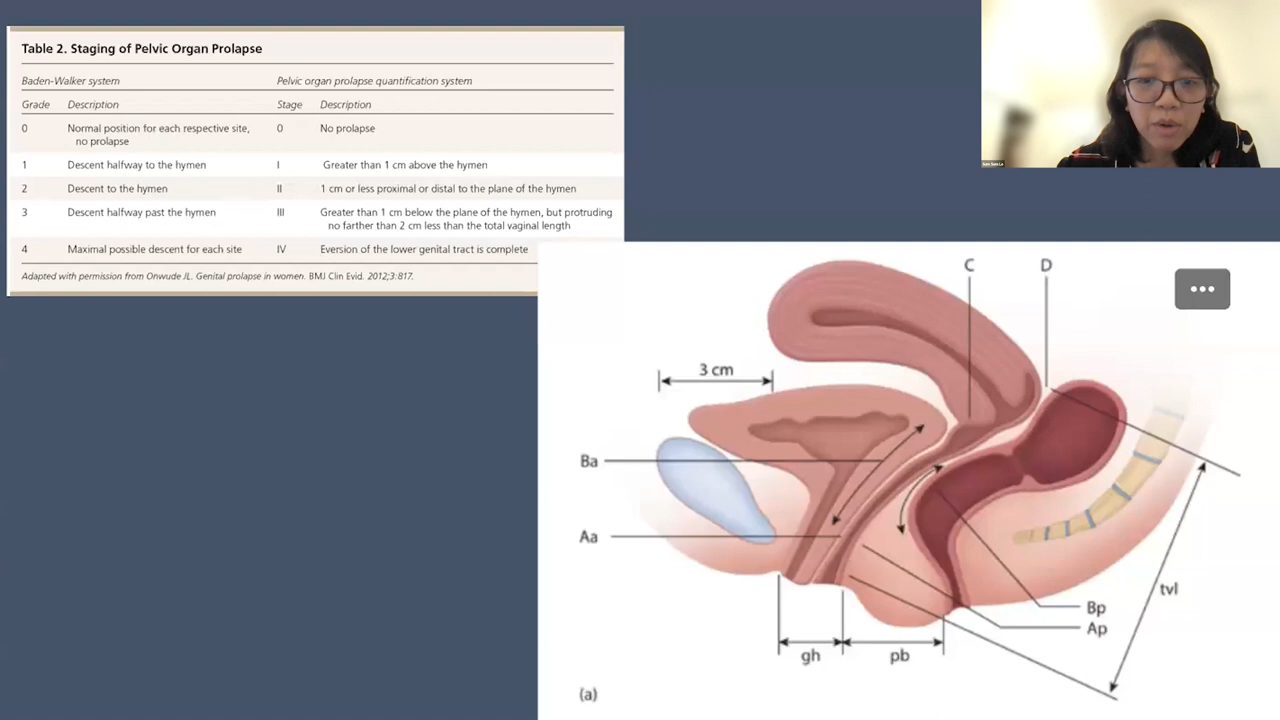 Table 2. Staging of Pelvic Organ Prolapse
Baden-Walker system Pelvic organ prolapse quantification system
Grade Description Stage Description
0 Normal position for each respective site, no prolapse 0 No prolapse
1 Descent halfway to the hymen I Greater than 1 cm above the hymen
2 Descent to the hymen II 1 cm or less proximal or distal to the plane of the hymen
3 Descent halfway past the hymen III Greater than 1 cm below the plane of the hymen, but protruding no farther than 2 cm less than the total vaginal length
4 Maximal possible descent for each site IV Eversion of the lower genital tract is complete
Adapted with permission from Onwude JL. Genital prolapse in women. BMJ Clin Evid. 2012;3:817.
C D
3 cm
Ba
Aa
tvl
Bp
Ap
gh pb
(a)